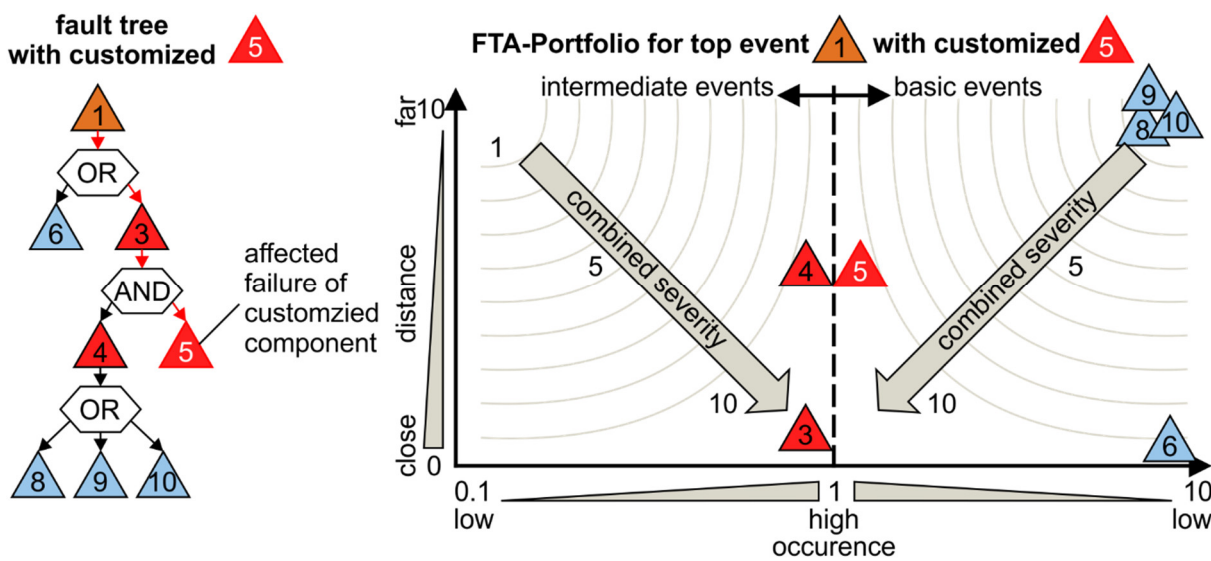 fault tree
with customized 5
1
OR
6 3
AND
4 5
OR
8 9 10
affected
failure of
customzied
component
FTA-Portfolio for top event 1 with customized 5
intermediate events basic events
far
10
distance
close
0
1
combined severity
5
10
combined severity
5
10
9
8 10
4 5
3
6
0.1 1 10
low high low
occurence